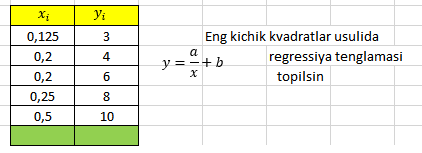 xᵢ yᵢ
0,125 3 Eng kichik kvadratlar usulida
0,2 4 y = a/x + b regressiya tenglamasi
0,2 6 topilsin
0,25 8
0,5 10